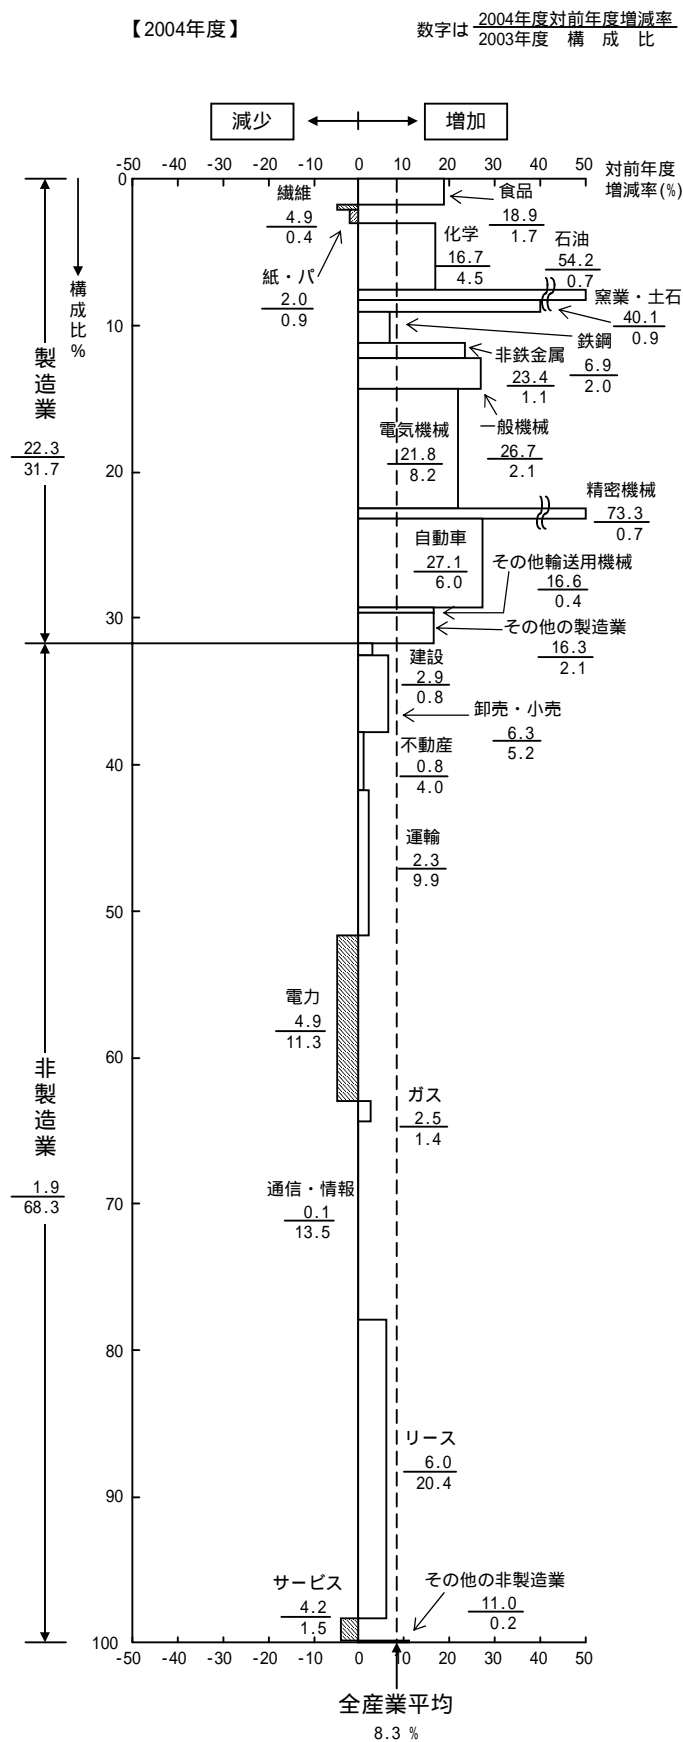 【2004年度】
数字は 2004年度対前年度増減率
2003年度 構 成 比
減少
増加
-50 -40 -30 -20 -10 0 10 20 30 40 50
対前年度
増減率(%)
0
10
20
30
40
50
60
70
80
90
100
構成比%
製造業
22.3
31.7
非製造業
1.9
68.3
繊維
4.9
0.4
食品
18.9
1.7
紙・パ
2.0
0.9
化学
16.7
4.5
石油
54.2
0.7
窯業・土石
40.1
0.9
鉄鋼
6.9
2.0
非鉄金属
23.4
1.1
一般機械
26.7
2.1
電気機械
21.8
8.2
精密機械
73.3
0.7
自動車
27.1
6.0
その他輸送用機械
16.6
0.4
その他の製造業
16.3
2.1
建設
2.9
0.8
卸売・小売
6.3
5.2
不動産
0.8
4.0
運輸
2.3
9.9
電力
4.9
11.3
ガス
2.5
1.4
通信・情報
0.1
13.5
リース
6.0
20.4
サービス
4.2
1.5
その他の非製造業
11.0
0.2
-50 -40 -30 -20 -10 0 10 20 30 40 50
全産業平均
8.3 %